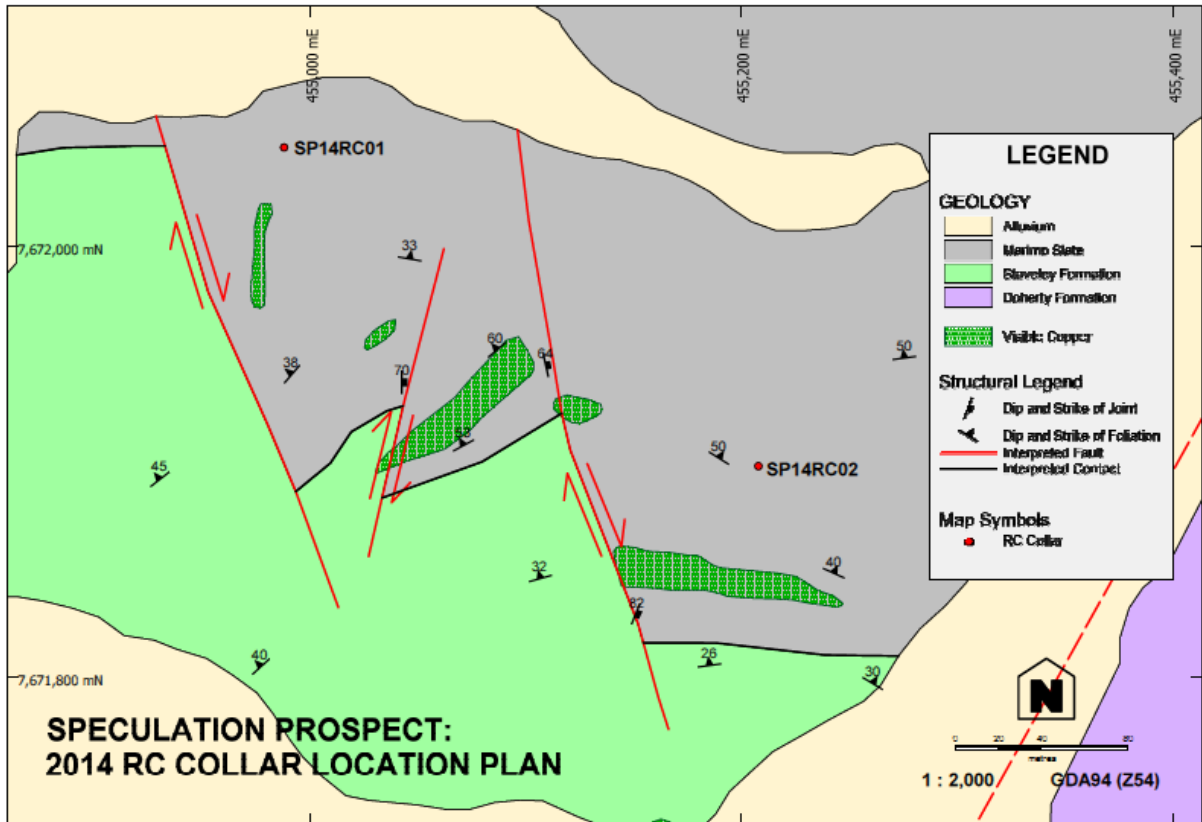 455,000 mE
455,200 mE
455,400 mE
SP14RC01
7,672,000 mN
33
60
64
50
38
70
53
50
SP14RC02
45
32
40
82
26
30
40
7,671,800 mN
LEGEND
GEOLOGY
Alluvium
Marimo Slate
Staveley Formation
Doherty Formation
Visible Copper
Structural Legend
Dip and Strike of Joint
Dip and Strike of Foliation
Interpreted Fault
Interpreted Contact
Map Symbols
RC Collar
N
0 20 40 80
metres
1 : 2,000 GDA94 (Z54)
SPECULATION PROSPECT:
2014 RC COLLAR LOCATION PLAN